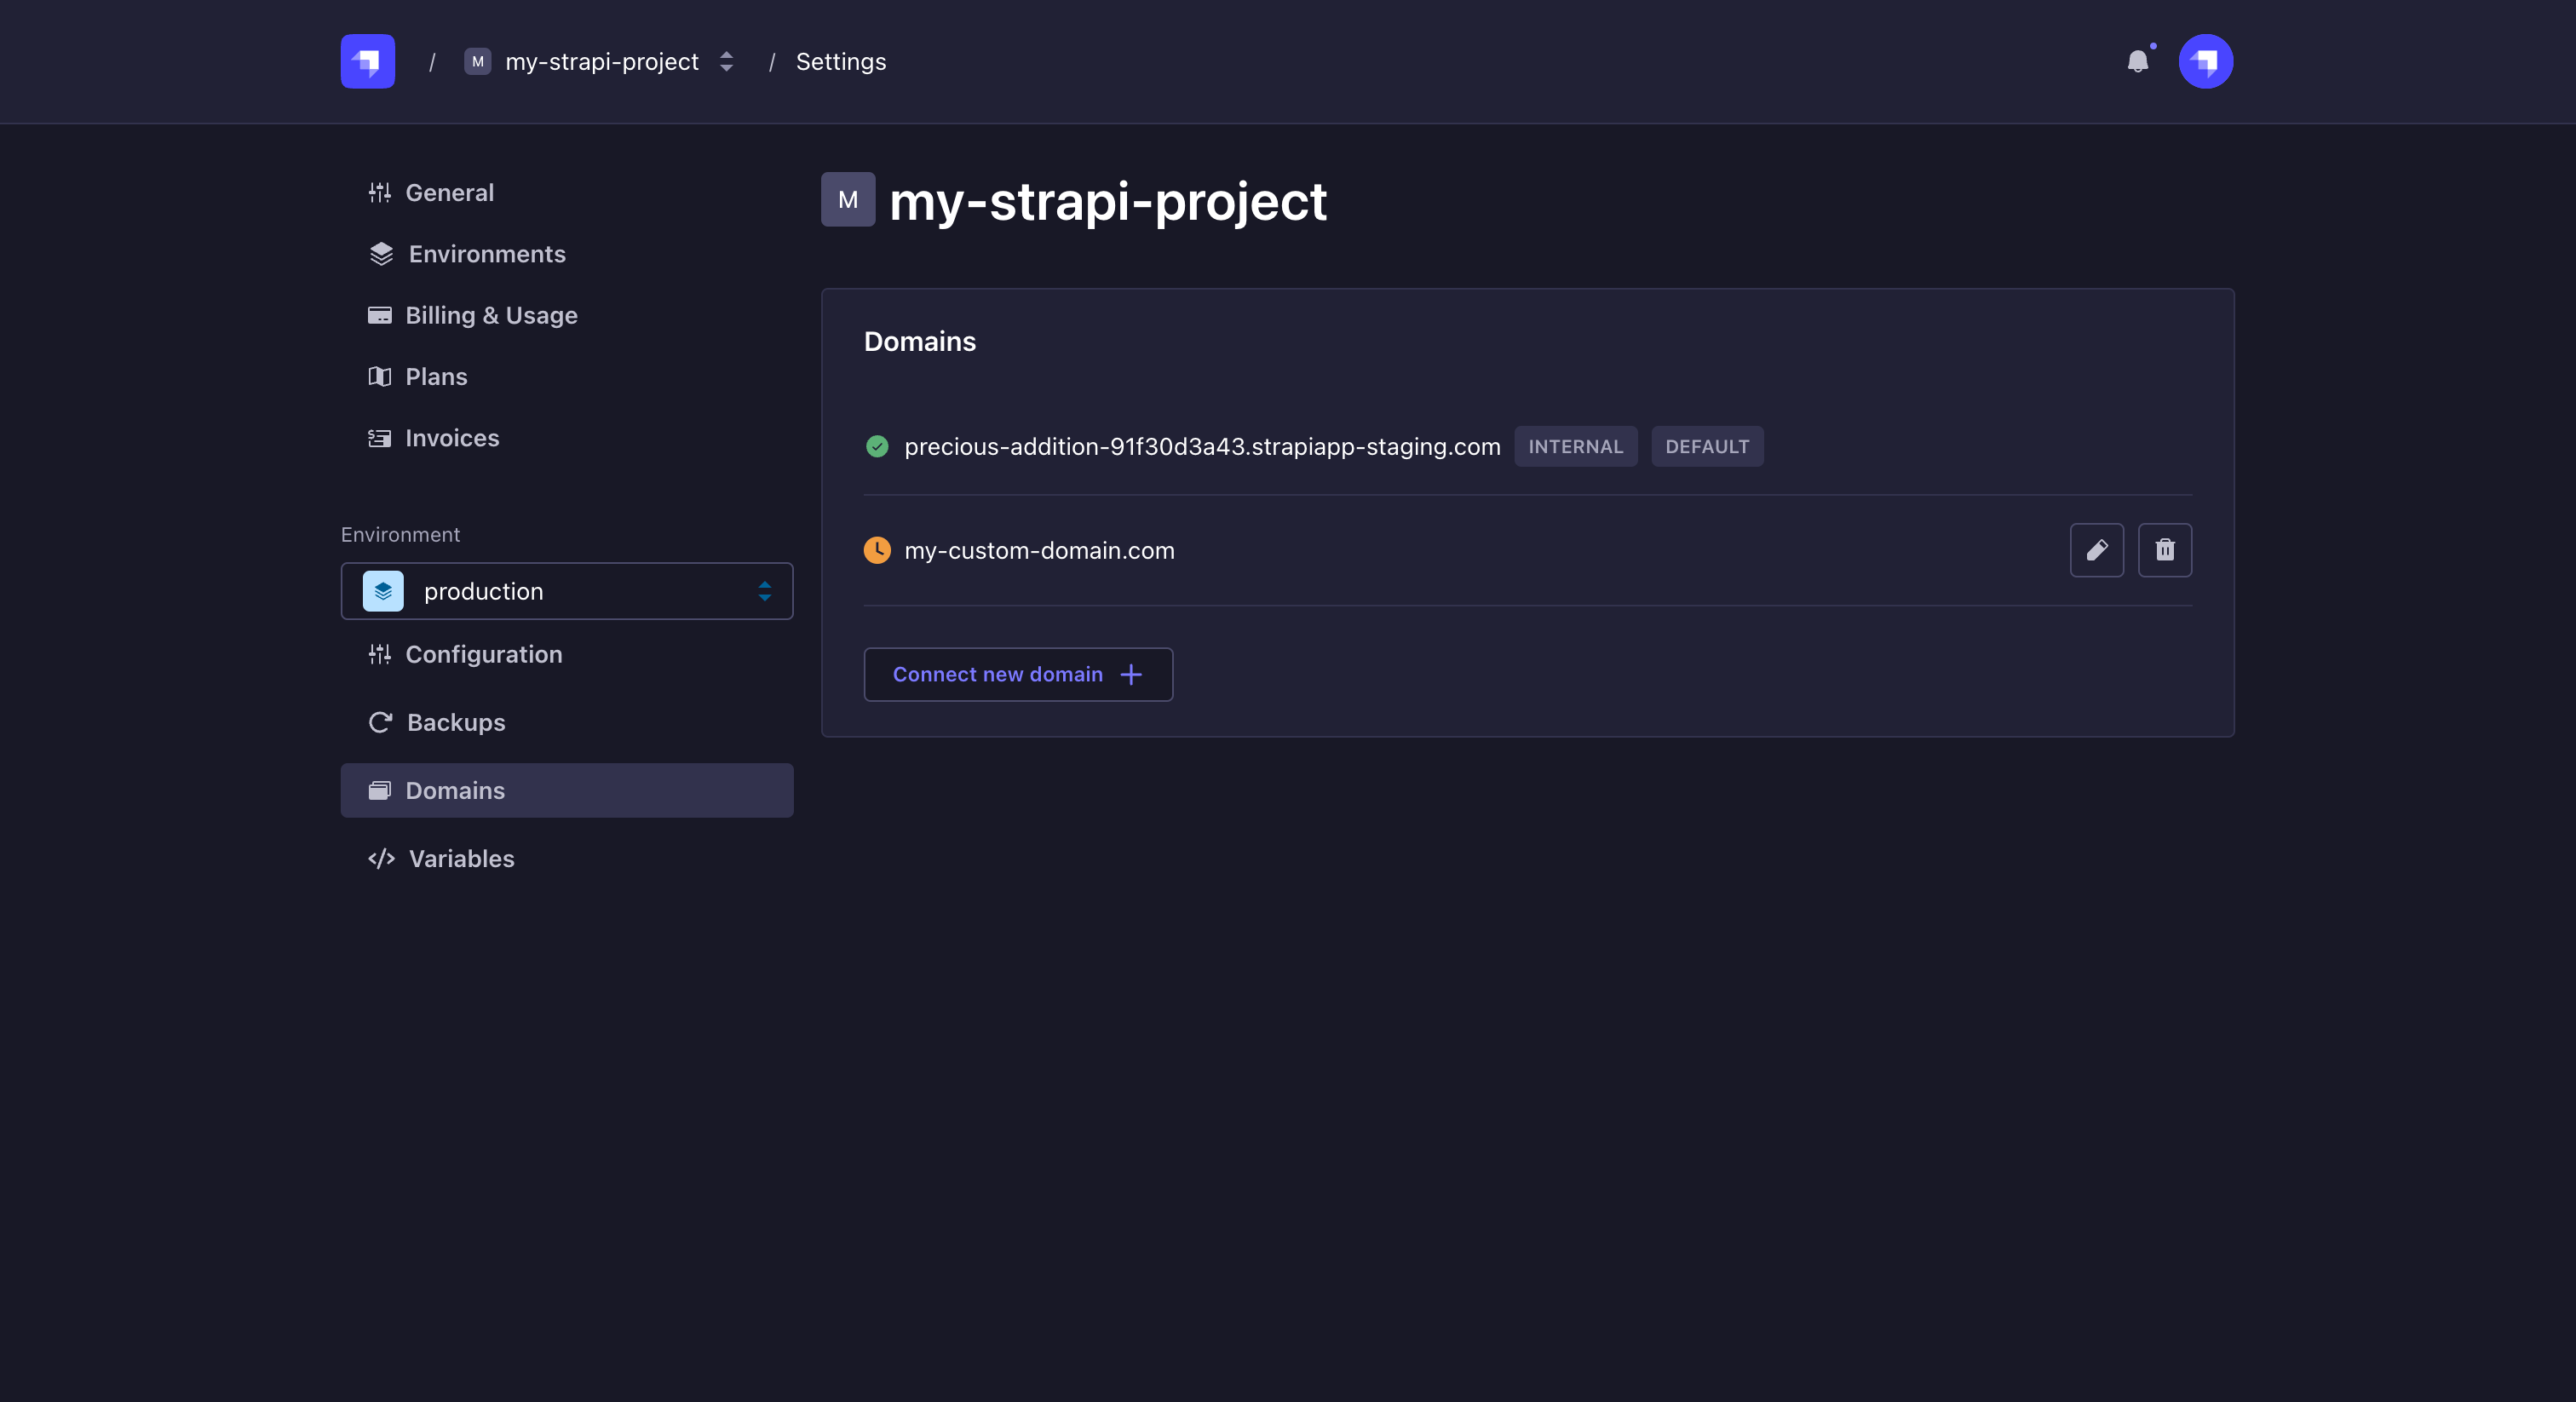 / M my-strapi-project / Settings
General
Environments
Billing & Usage
Plans
Invoices
Environment
production
Configuration
Backups
Domains
Variables
M my-strapi-project
Domains
precious-addition-91f30d3a43.strapiapp-staging.com INTERNAL DEFAULT
my-custom-domain.com
Connect new domain